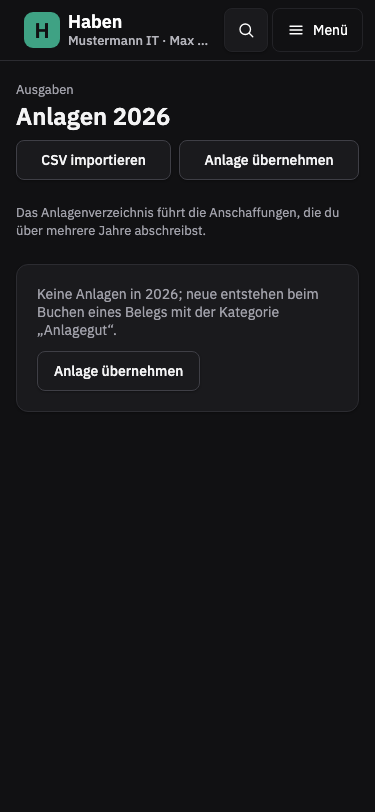 H
Haben
Mustermann IT · Max ...
Menü
Ausgaben
Anlagen 2026
CSV importieren
Anlage übernehmen
Das Anlagenverzeichnis führt die Anschaffungen, die du
über mehrere Jahre abschreibst.
Keine Anlagen in 2026; neue entstehen beim
Buchen eines Belegs mit der Kategorie
„Anlagegut“.
Anlage übernehmen